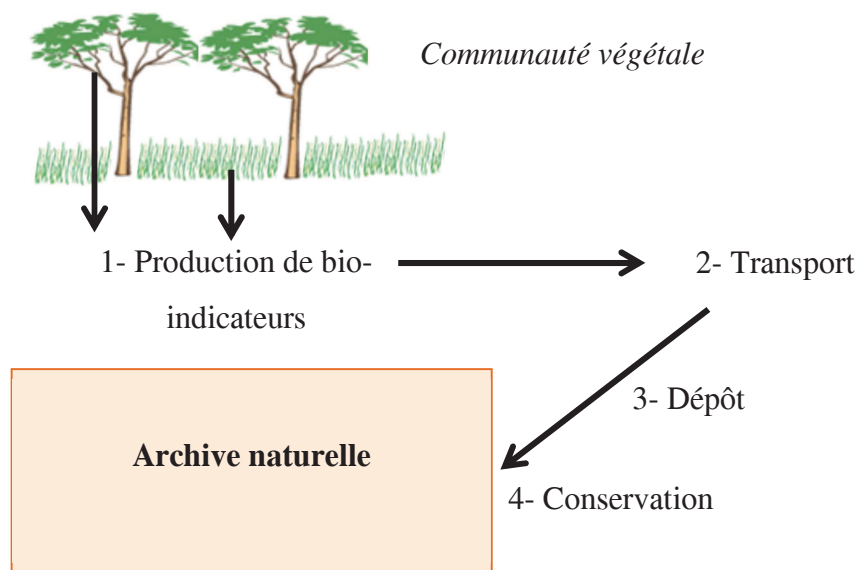 Communauté végétale
1- Production de bio-
indicateurs
2- Transport
3- Dépôt
Archive naturelle
4- Conservation